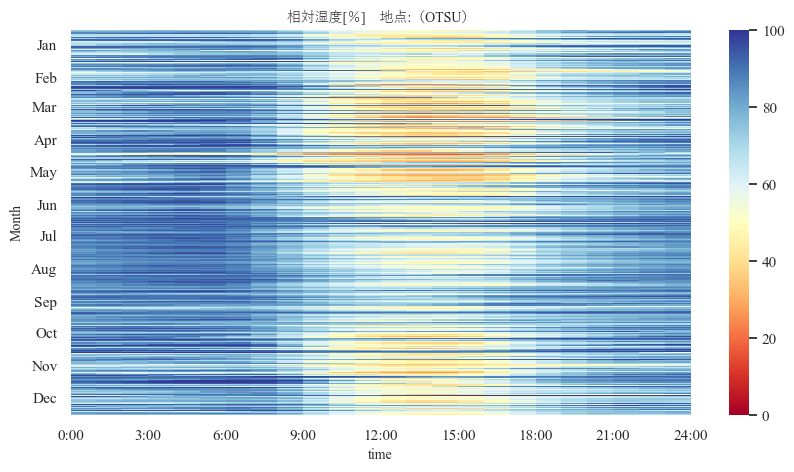 相対湿度[%] 地点:（OTSU）
Jan
Feb
Mar
Apr
May
Jun
Jul
Aug
Sep
Oct
Nov
Dec
Month
0:00 3:00 6:00 9:00 12:00 15:00 18:00 21:00 24:00
time
100
80
60
40
20
0